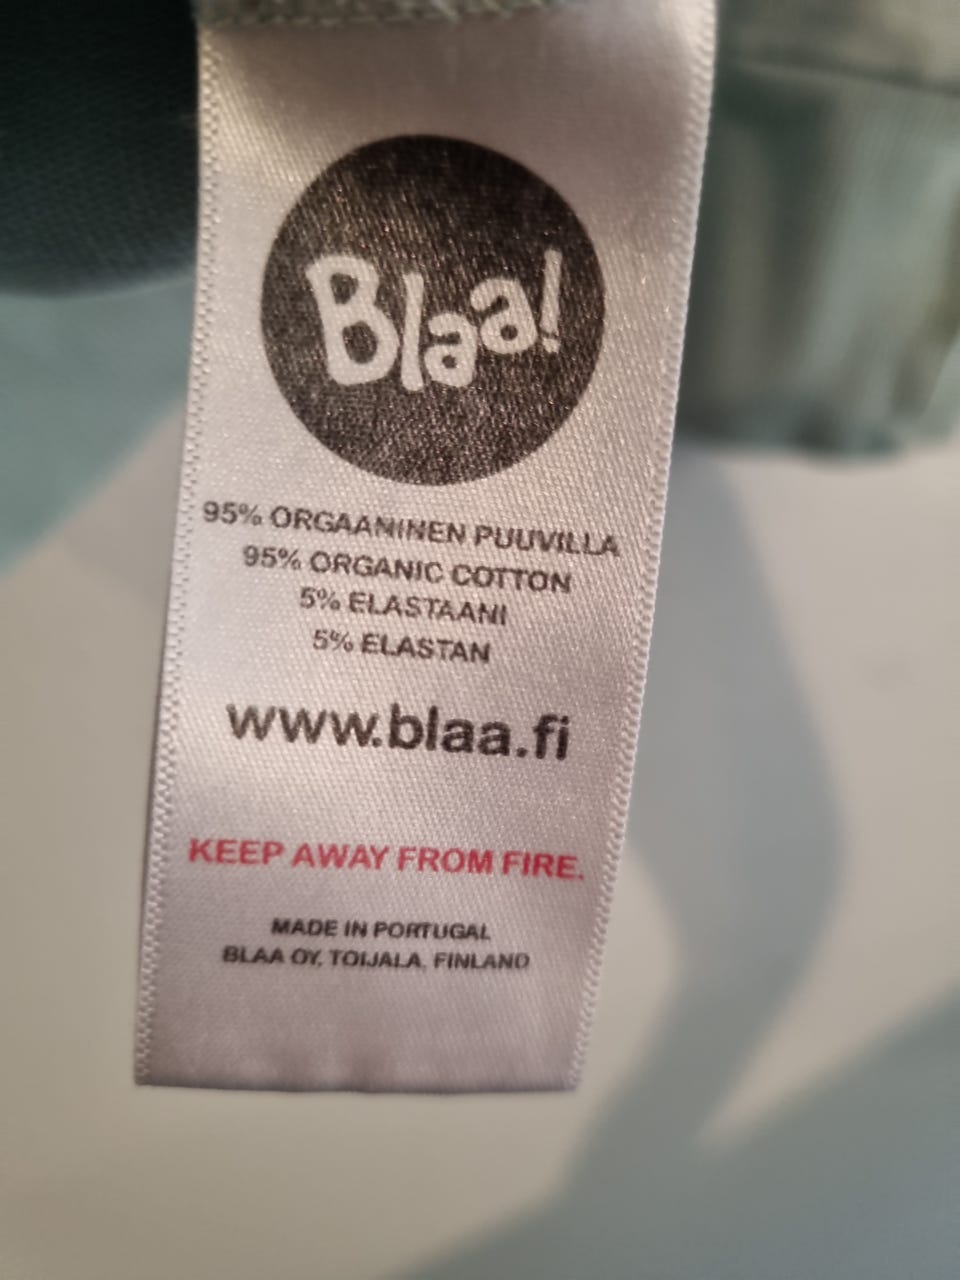 Blaa!
95% ORGAANINEN PUUVILLA
95% ORGANIC COTTON
5% ELASTAANI
5% ELASTAN
www.blaa.fi
KEEP AWAY FROM FIRE.
MADE IN PORTUGAL
BLAA OY, TOIJALA, FINLAND